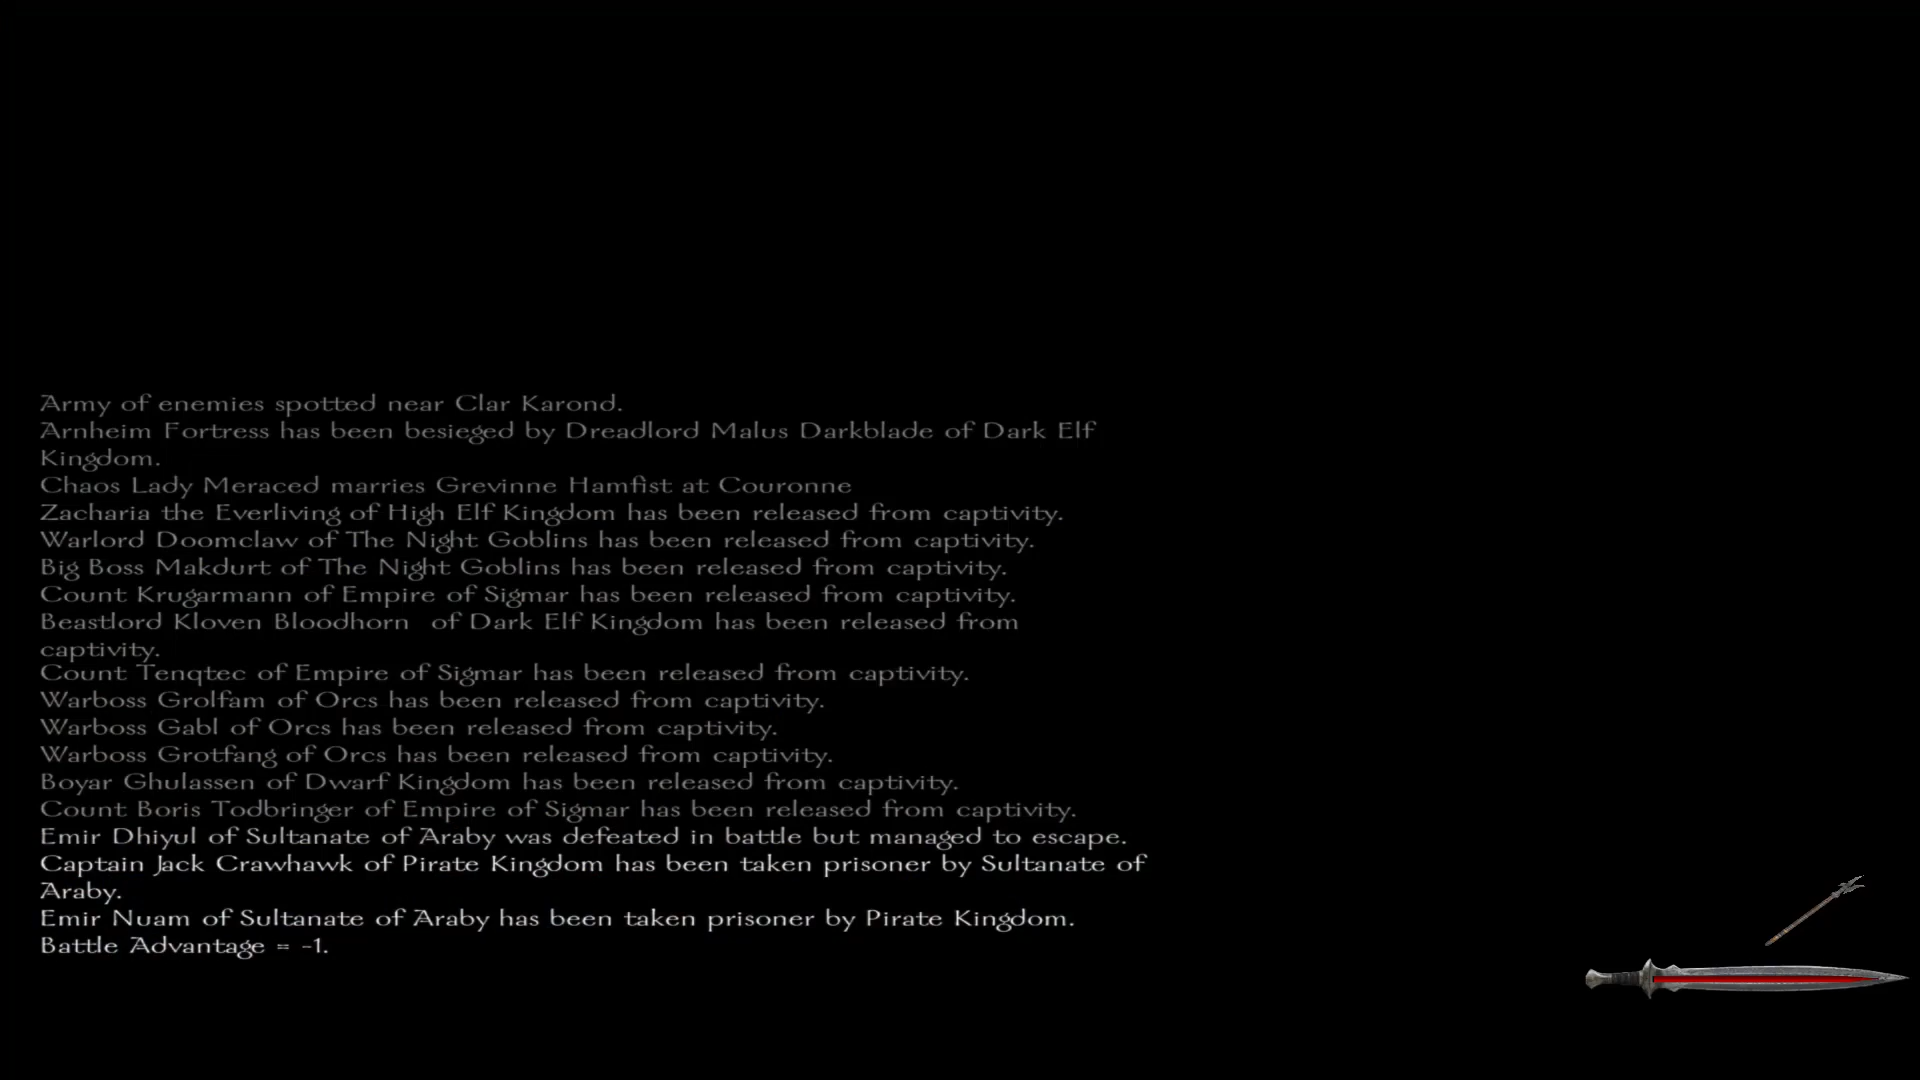 Army of enemies spotted near Clar Karond.
Arnheim Fortress has been besieged by Dreadlord Malus Darkblade of Dark Elf
Kingdom.
Chaos Lady Meraced marries Grevinne Hamfist at Couronne
Zacharia the Everliving of High Elf Kingdom has been released from captivity.
Warlord Doomclaw of The Night Goblins has been released from captivity.
Big Boss Makdurt of The Night Goblins has been released from captivity.
Count Krugarmann of Empire of Sigmar has been released from captivity.
Beastlord Kloven Bloodhorn  of Dark Elf Kingdom has been released from
captivity.
Count Tenqtec of Empire of Sigmar has been released from captivity.
Warboss Grolfam of Orcs has been released from captivity.
Warboss Gabl of Orcs has been released from captivity.
Warboss Grotfang of Orcs has been released from captivity.
Boyar Ghulassen of Dwarf Kingdom has been released from captivity.
Count Boris Todbringer of Empire of Sigmar has been released from captivity.
Emir Dhiyul of Sultanate of Araby was defeated in battle but managed to escape.
Captain Jack Crawhawk of Pirate Kingdom has been taken prisoner by Sultanate of
Araby.
Emir Nuam of Sultanate of Araby has been taken prisoner by Pirate Kingdom.
Battle Advantage = -1.